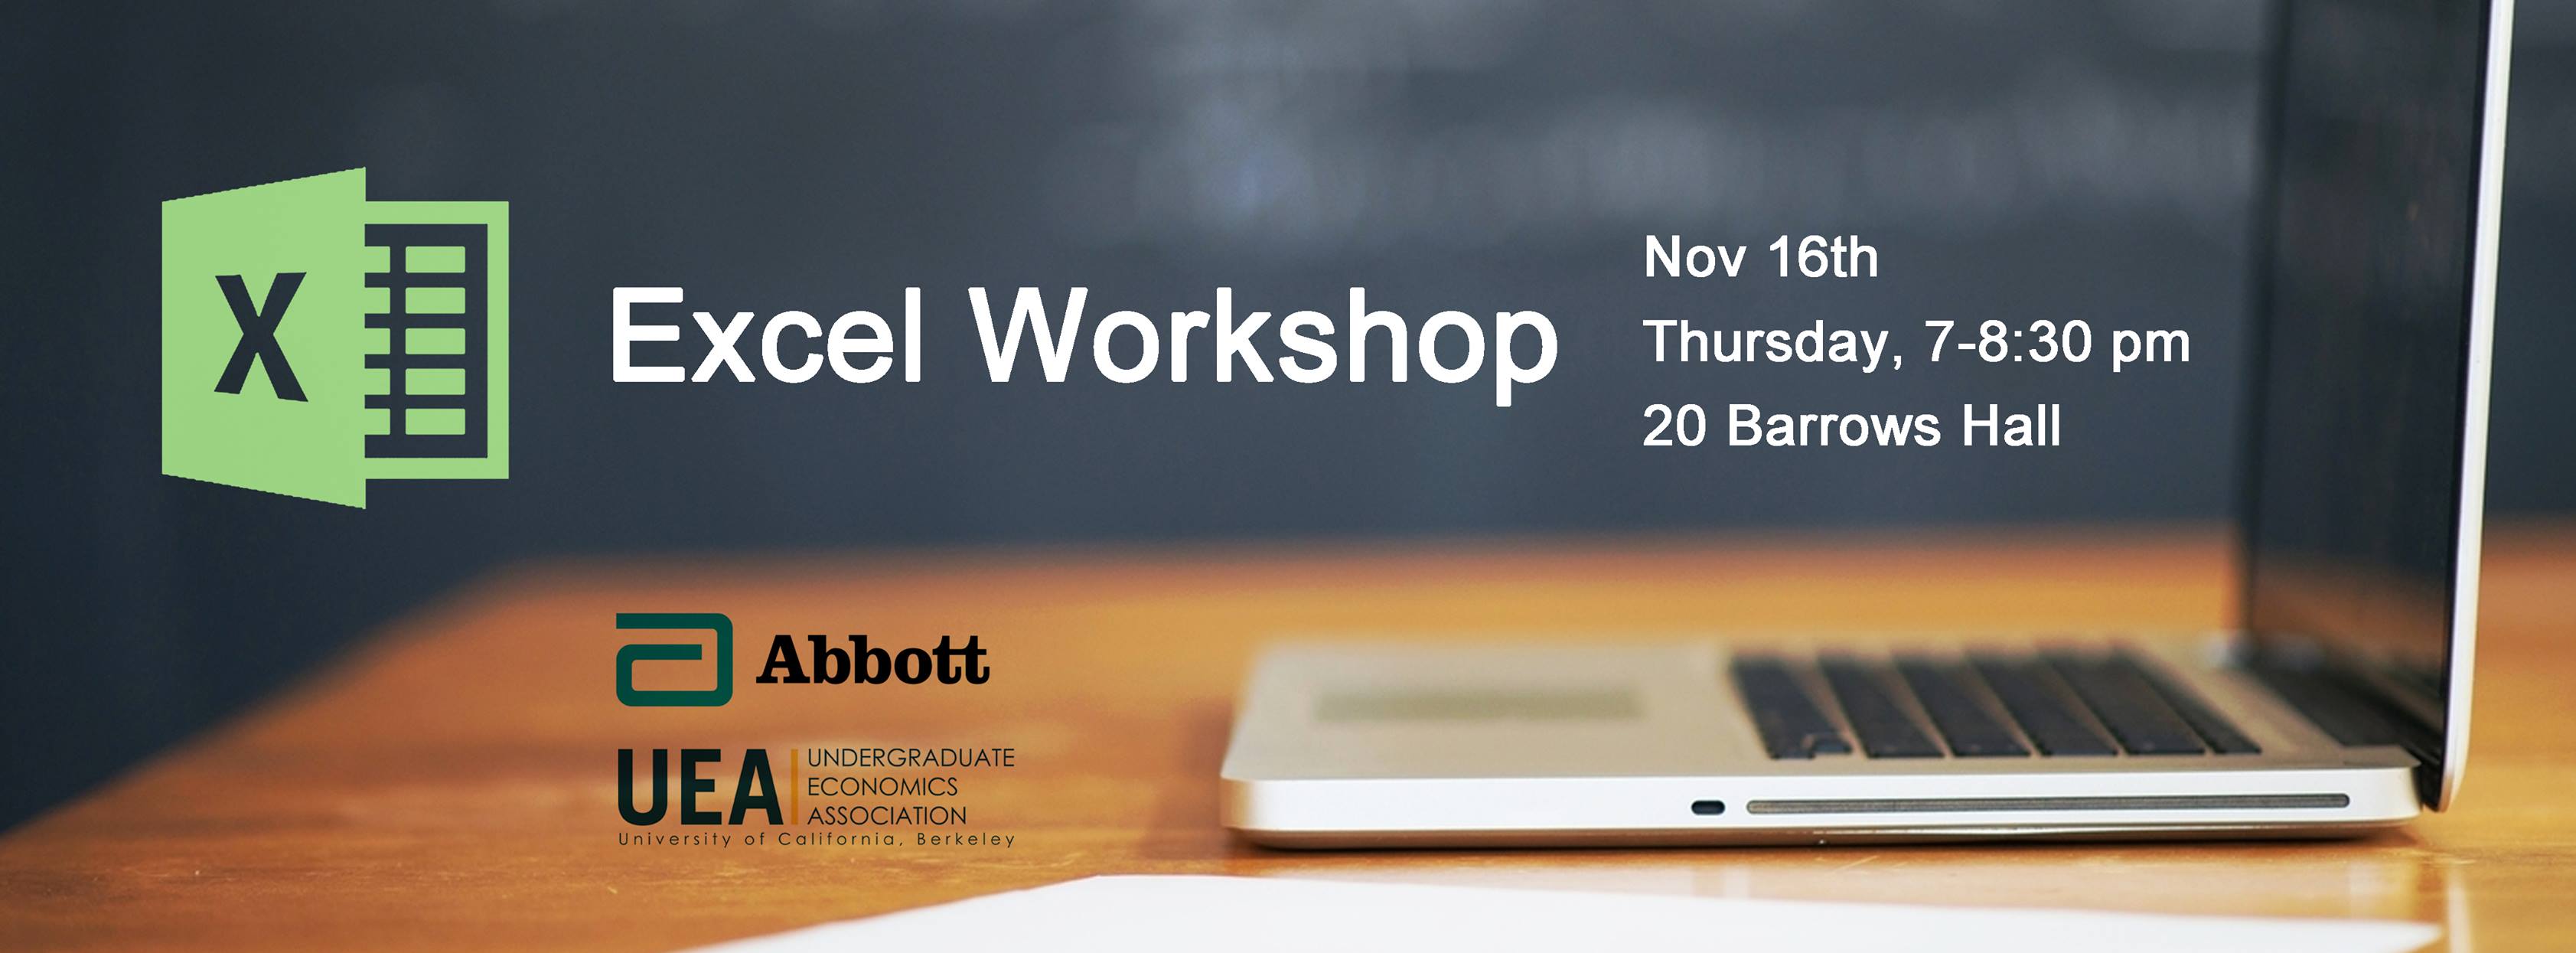 X
Excel Workshop
Nov 16th
Thursday, 7-8:30 pm
20 Barrows Hall
Abbott
UEA
UNDERGRADUATE
ECONOMICS
ASSOCIATION
University of California, Berkeley